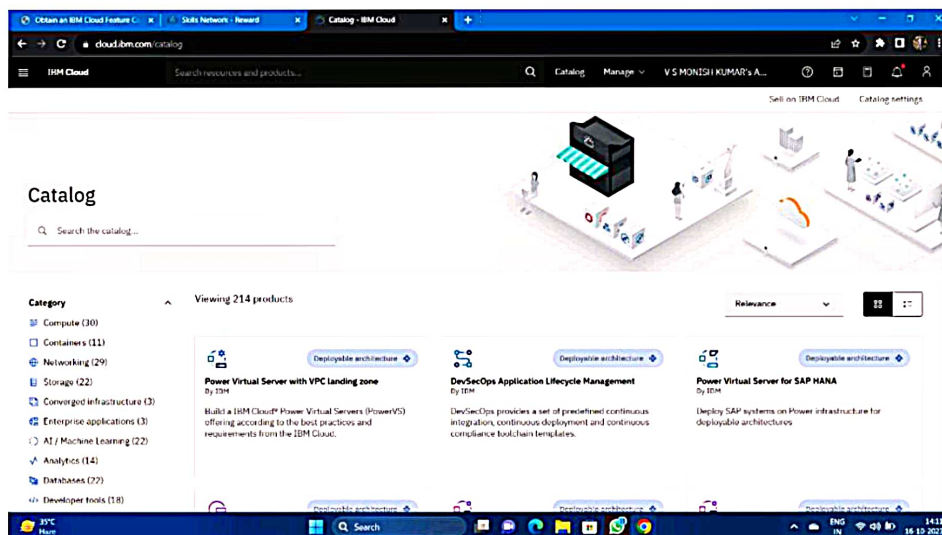 Obtain an IBM Cloud Feature C
Skills Network - Reward
Catalog - IBM Cloud
cloud.ibm.com/catalog
IBM Cloud
Search resources and products...
Catalog
Manage
V S MONISH KUMAR's A...
Sell on IBM Cloud
Catalog settings
Catalog
Search the catalog...
Category
Viewing 214 products
Relevance
Compute (30)
Containers (11)
Networking (29)
Storage (22)
Converged infrastructure (3)
Enterprise applications (3)
AI / Machine Learning (22)
Analytics (14)
Databases (22)
Developer tools (18)
Deployable architecture
Power Virtual Server with VPC landing zone
By IBM
Build a IBM Cloud® Power Virtual Servers (PowerVS)
offering according to the best practices and
requirements from the IBM Cloud.
Deployable architecture
DevSecOps Application Lifecycle Management
By IBM
DevSecOps provides a set of predefined continuous
integration, continuous deployment and continuous
compliance toolchain templates.
Deployable architecture
Power Virtual Server for SAP HANA
By IBM
Deploy SAP systems on Power infrastructure for
deployable architectures
Deployable architecture
Deployable architecture
Deployable architecture
35°C
Haze
Search
ENG
IN
14:11